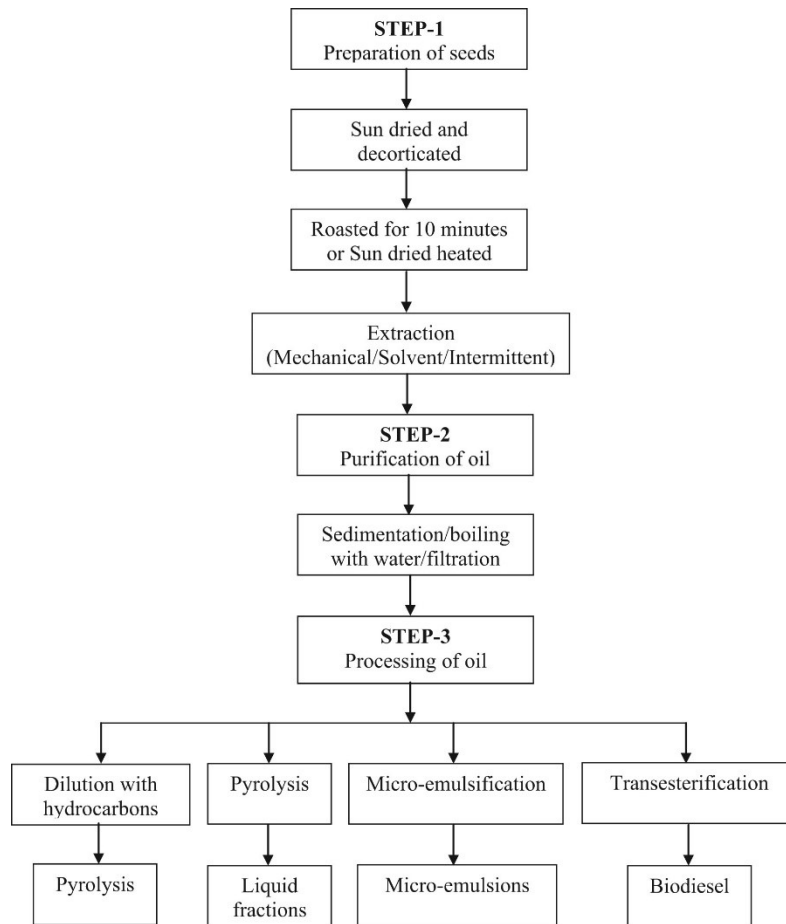 STEP-1
Preparation of seeds
Sun dried and
decorticated
Roasted for 10 minutes
or Sun dried heated
Extraction
(Mechanical/Solvent/Intermittent)
STEP-2
Purification of oil
Sedimentation/boiling
with water/filtration
STEP-3
Processing of oil
Dilution with
hydrocarbons
Pyrolysis
Micro-emulsification
Transesterification
Pyrolysis
Liquid
fractions
Micro-emulsions
Biodiesel